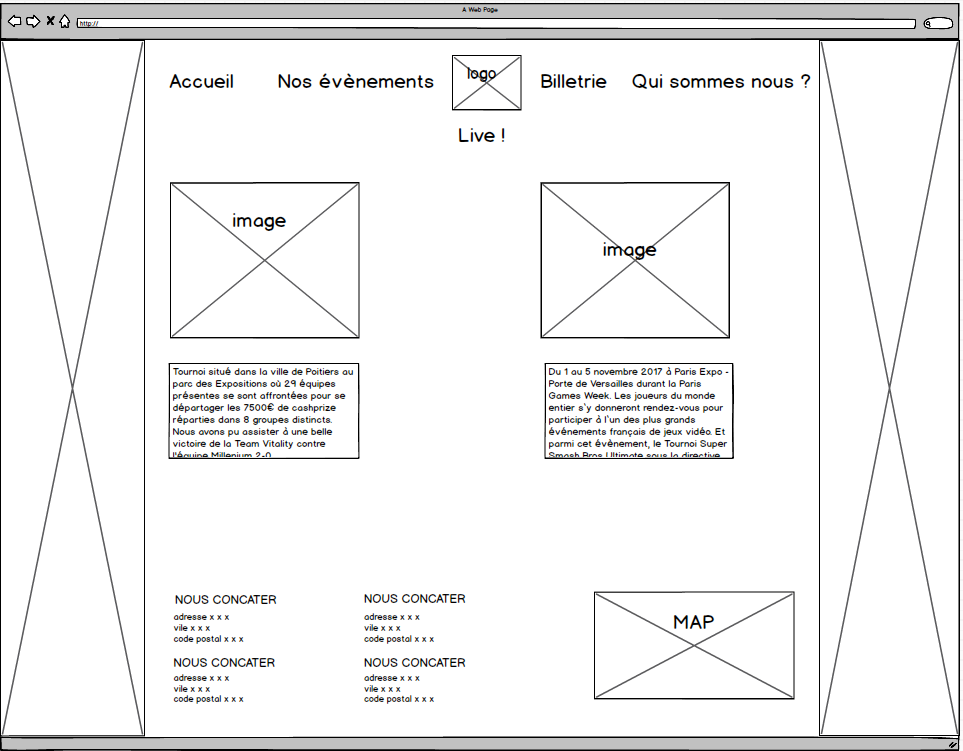 A Web Page
http://
Accueil
Nos évènements
logo
Billetrie
Qui sommes nous ?
Live !
image
image
Tournoi situé dans la ville de Poitiers au
parc des Expositions où 29 équipes
présentes se sont affrontées pour se
départager les 7500€ de cashprize
réparties dans 8 groupes distincts.
Nous avons pu assister à une belle
victoire de la Team Vitality contre
l'équipe Millenium 2-0
Du 1 au 5 novembre 2017 à Paris Expo -
Porte de Versailles durant la Paris
Games Week. Les joueurs du monde
entier s'y donneront rendez-vous pour
participer à l'un des plus grands
événements français de jeux vidéo. Et
parmi cet évènement, le Tournoi Super
Smash Bros Ultimate sous la directive
NOUS CONCATER
adresse x x x
vile x x x
code postal x x x
NOUS CONCATER
adresse x x x
vile x x x
code postal x x x
MAP
NOUS CONCATER
adresse x x x
vile x x x
code postal x x x
NOUS CONCATER
adresse x x x
vile x x x
code postal x x x